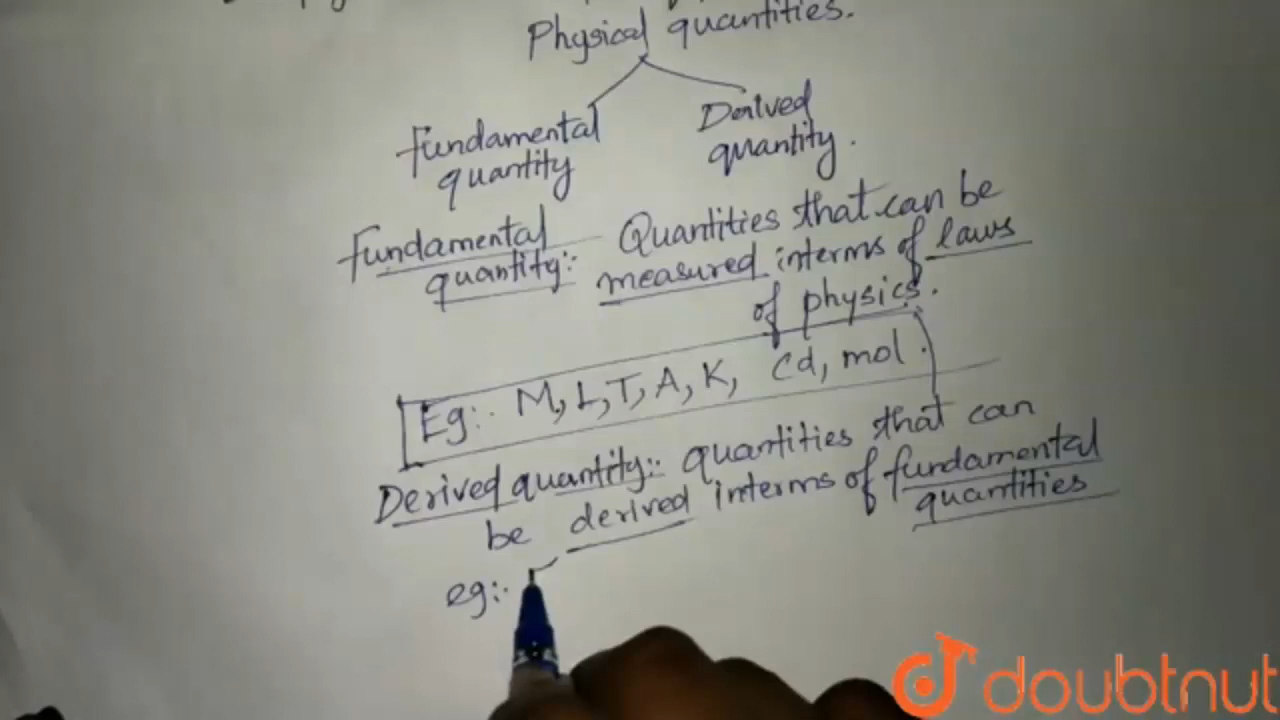 Physical quantities.
Fundamental quantity
Derived quantity.
Fundamental quantity:- Quantities that can be
measured interms of laws
of physics.
Eg:- M, L, T, A, K, Cd, mol.
Derived quantity:- quantities that can
be derived interms of fundamental
quantities
eg:-
doubtnut